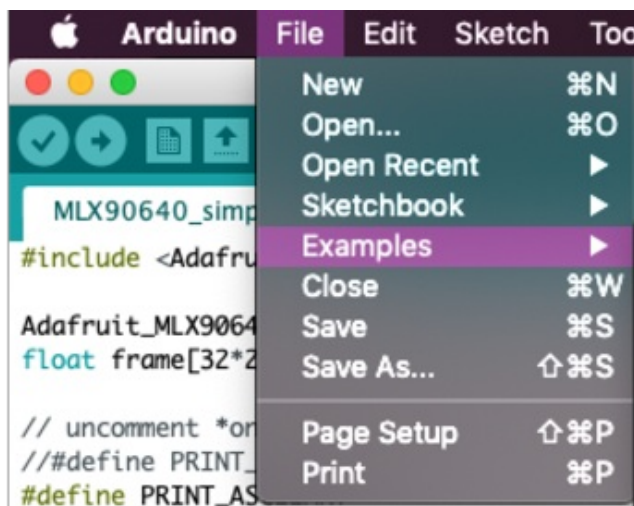 Arduino File Edit Sketch
New ⌘N
Open... ⌘O
Open Recent ▶
Sketchbook ▶
Examples ▶
Close ⌘W
Save ⌘S
Save As... ⇧⌘S
Page Setup ⇧⌘P
Print ⌘P
MLX90640_simp
#include <Adafru
Adafruit_MLX9064
float frame[32*2
// uncomment *on
//#define PRINT_
#define PRINT_AS